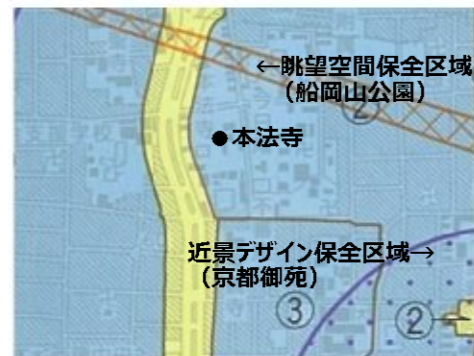 ←眺望空間保全区域
（船岡山公園）
②
●本法寺
近景デザイン保全区域→
（京都御苑）
③
②